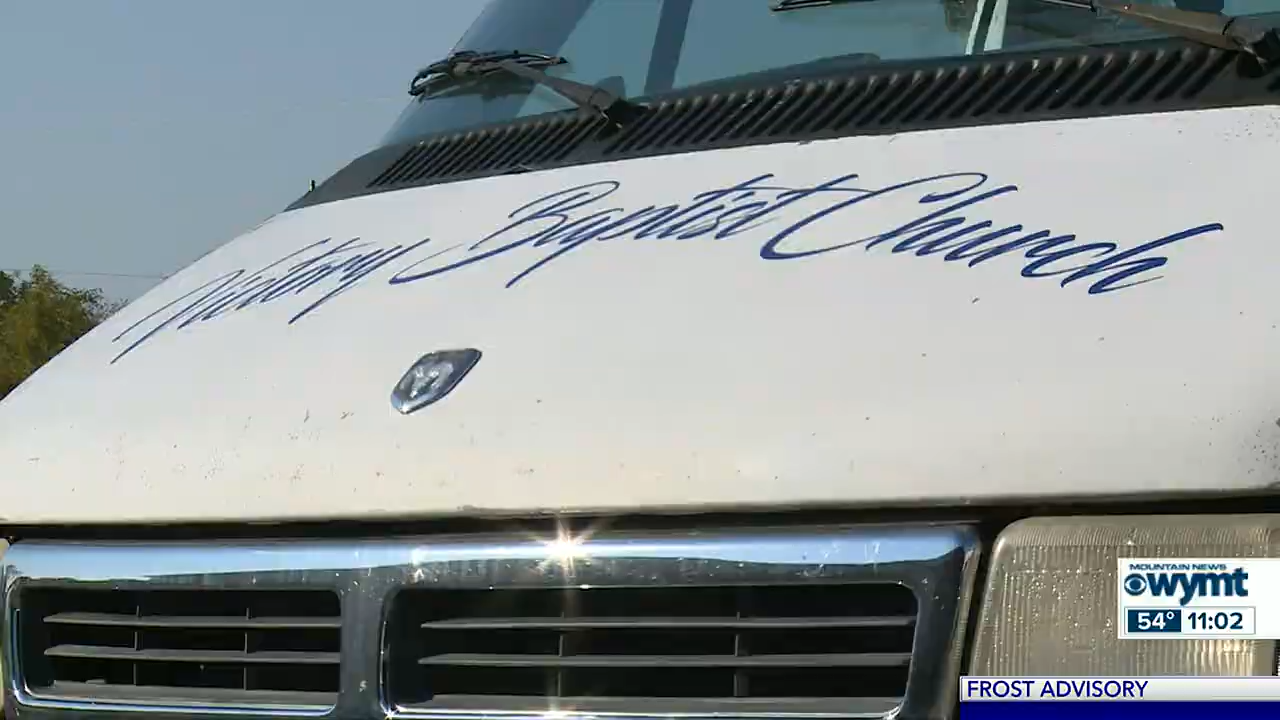 Victory Baptist Church
MOUNTAIN NEWS
wymt
54° 11:02
FROST ADVISORY